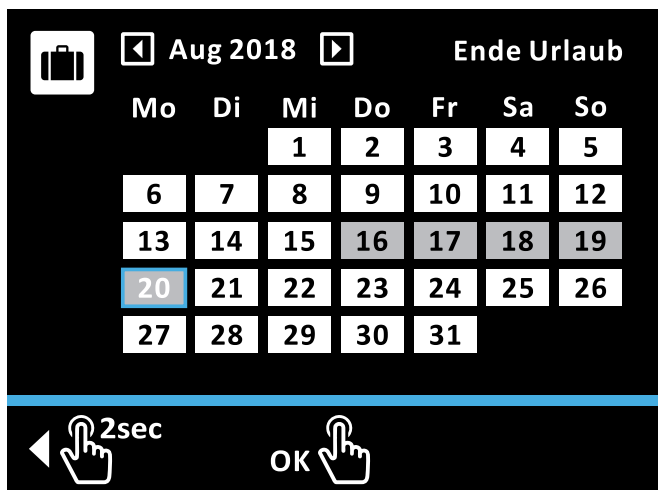 Aug 2018 Ende Urlaub
Mo Di Mi Do Fr Sa So
1 2 3 4 5
6 7 8 9 10 11 12
13 14 15 16 17 18 19
20 21 22 23 24 25 26
27 28 29 30 31
2sec
OK